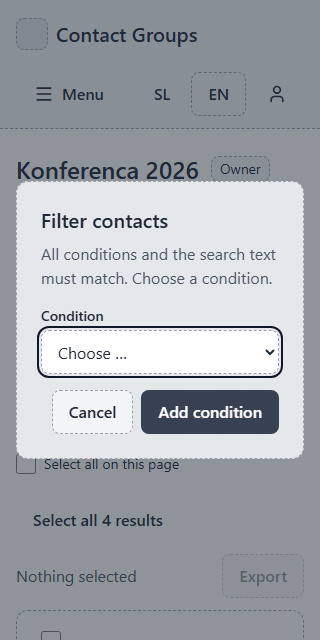 Contact Groups
Menu
SL
EN
Konferenca 2026
Owner
Filter contacts
All conditions and the search text
must match. Choose a condition.
Condition
Choose ...
Cancel
Add condition
Select all on this page
Select all 4 results
Nothing selected
Export